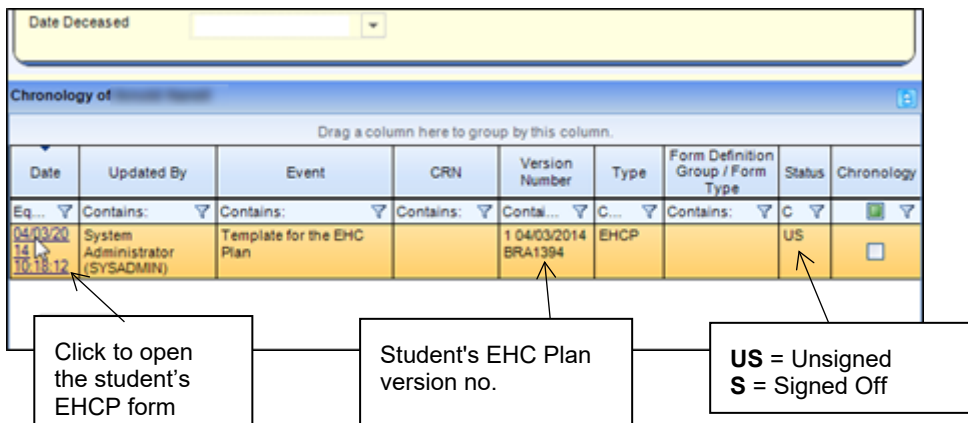 Date Deceased
Chronology of
Drag a column here to group by this column.
Date Updated By Event CRN Version Number Type Form Definition Group / Form Type Status Chronology
Eq... Contains: Contains: Contains: Contai... C... Contains: C
04/03/2014 10:18:12 System Administrator (SYSADMIN) Template for the EHC Plan 1 04/03/2014 BRA1394 EHCP US
Click to open
the student’s
EHCP form
Student's EHC Plan
version no.
US = Unsigned
S = Signed Off